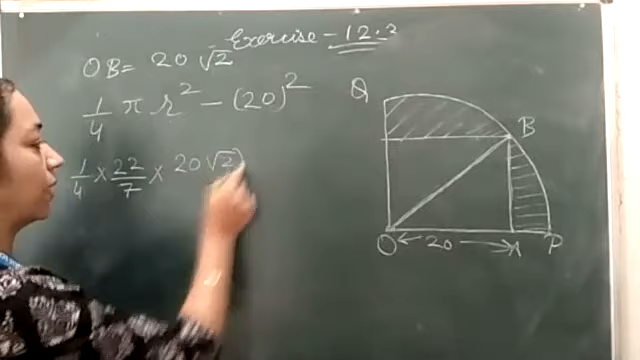 Exercise - 12.3
OB = 20 √2
1/4 π r² - (20)²
1/4 × 22/7 × 20√2)
Q
B
O
20
A
P